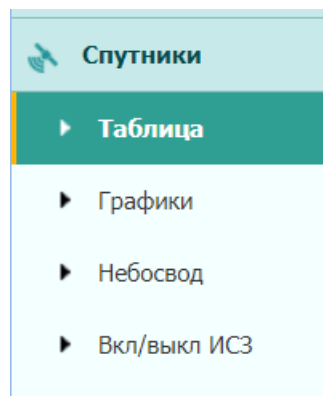 Спутники
Таблица
Графики
Небосвод
Вкл/выкл ИСЗ